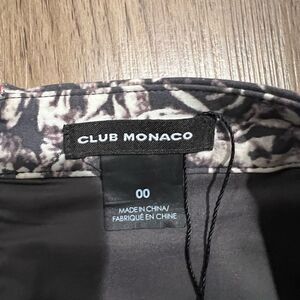 CLUB MONACO
00
MADE IN CHINA/
FABRIQUÉ EN CHINE